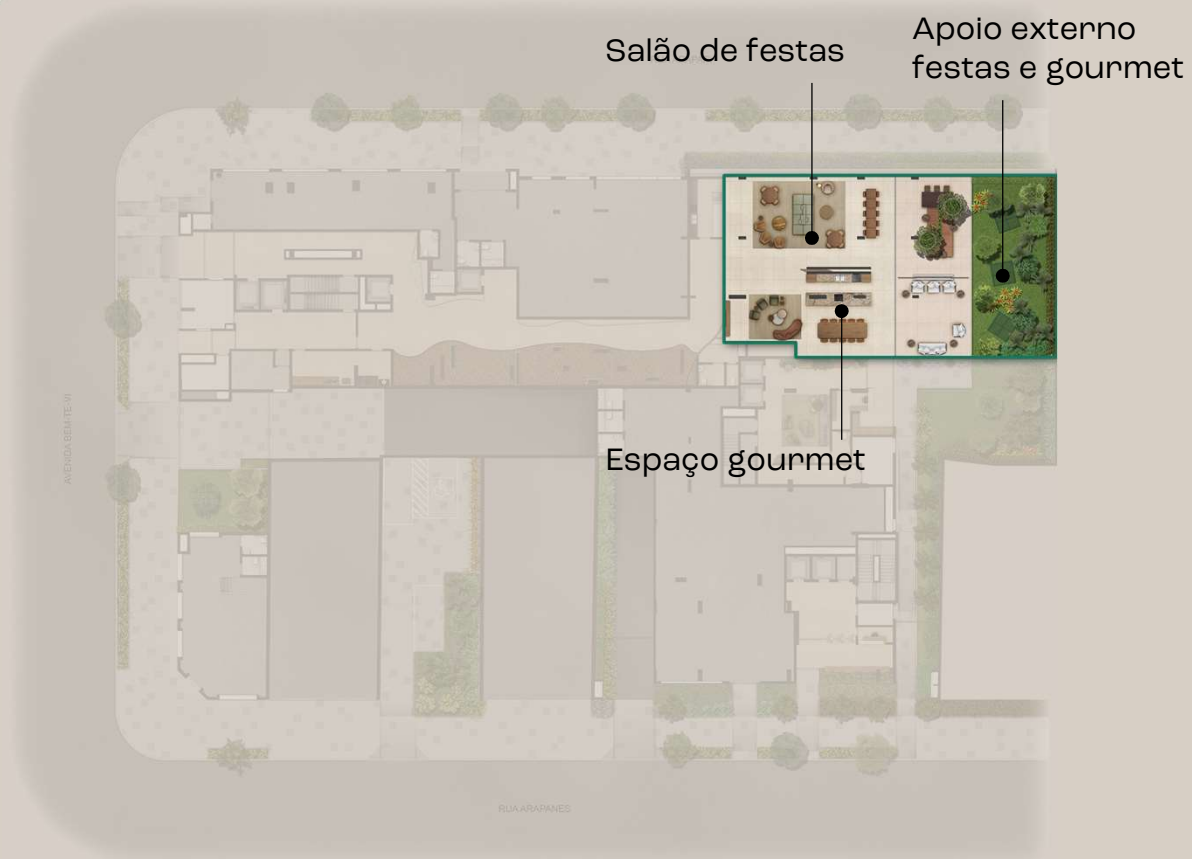 Salão de festas
Apoio externo
festas e gourmet
Espaço gourmet
AVENIDA BEM-TE-VI
RUA ARAPANES